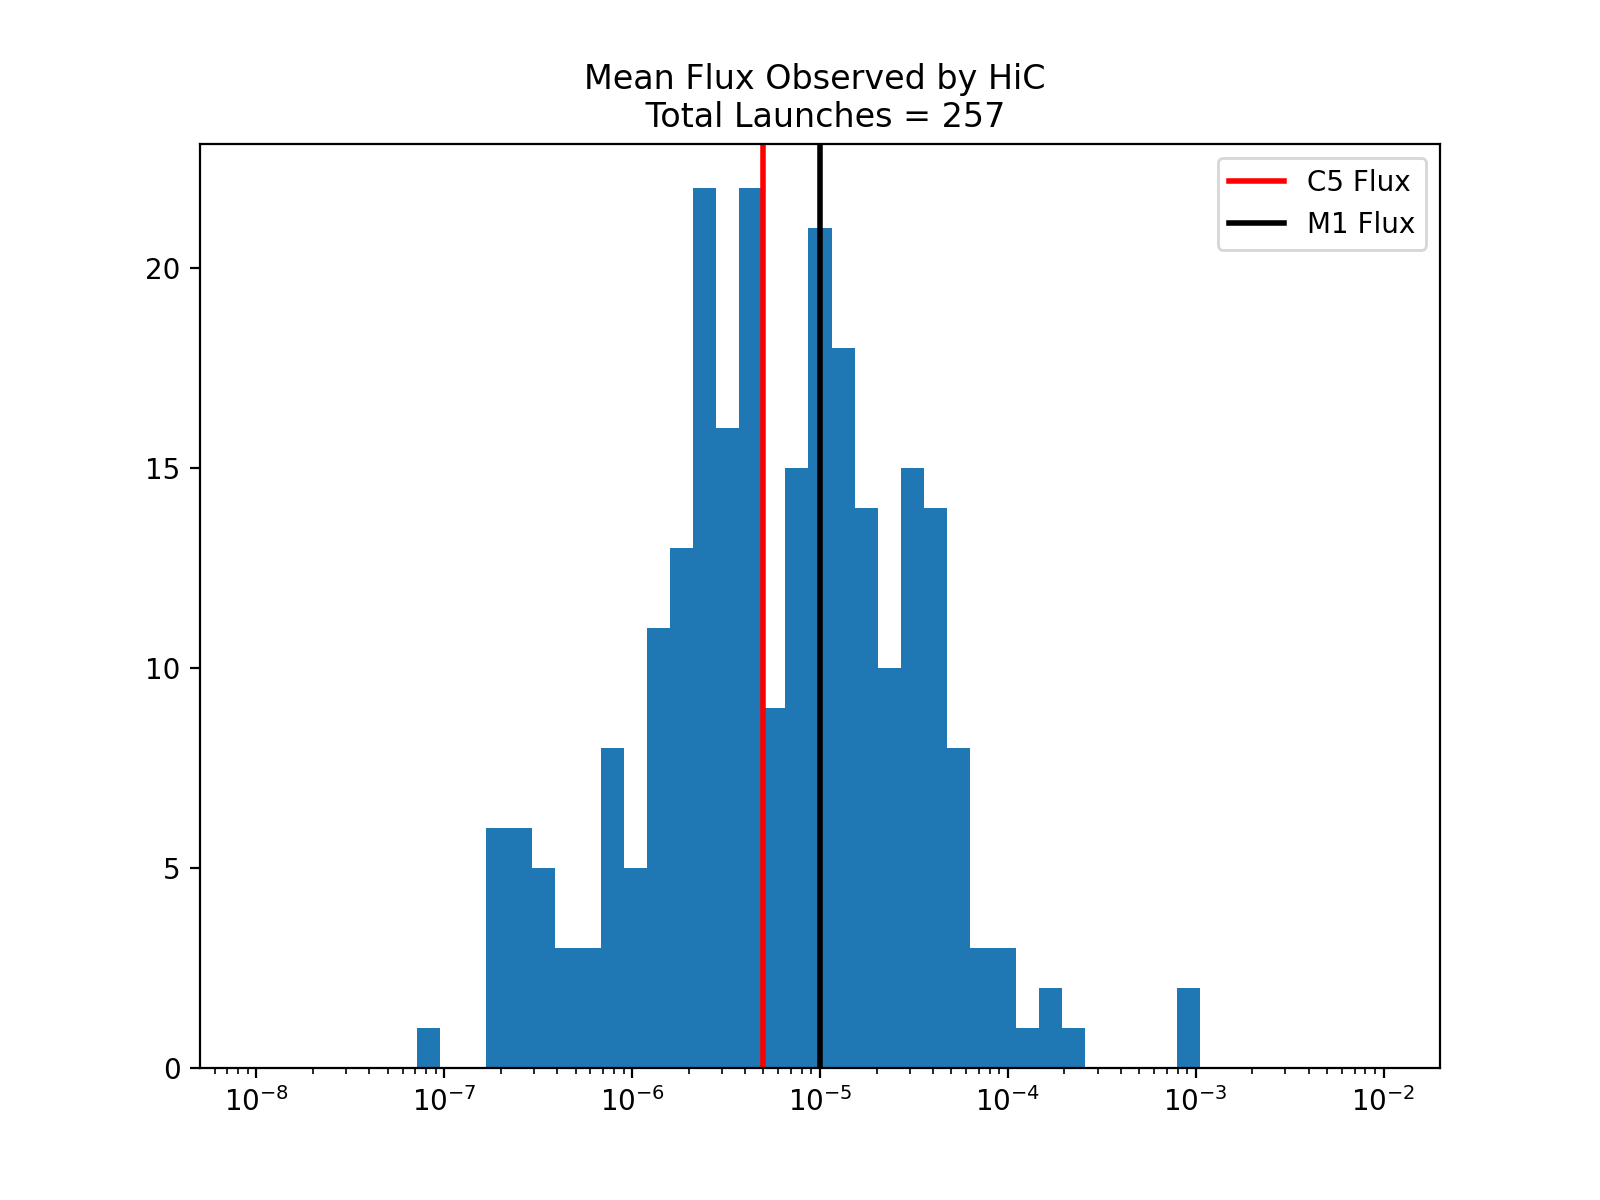 Mean Flux Observed by HiC
Total Launches = 257
C5 Flux
M1 Flux
20
15
10
5
0
10⁻⁸ 10⁻⁷ 10⁻⁶ 10⁻⁵ 10⁻⁴ 10⁻³ 10⁻²